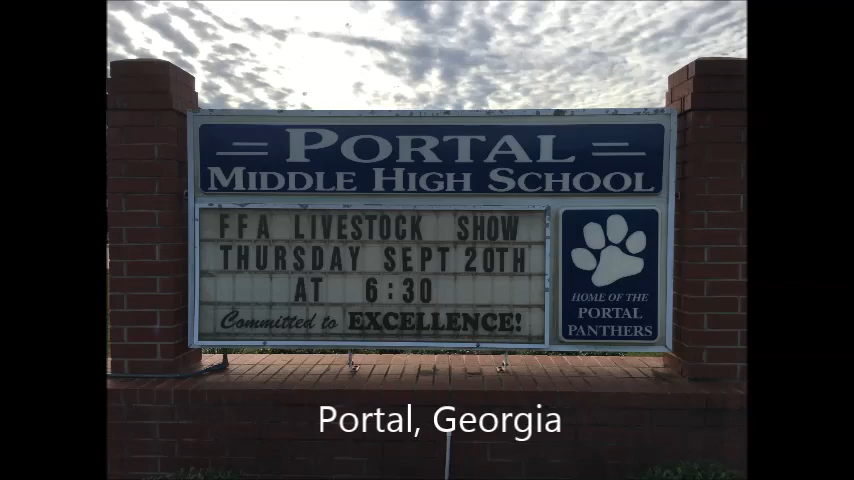 PORTAL
MIDDLE HIGH SCHOOL
FFA LIVESTOCK SHOW
THURSDAY SEPT 20TH
AT 6:30
Committed to EXCELLENCE!
HOME OF THE
PORTAL
PANTHERS
Portal, Georgia